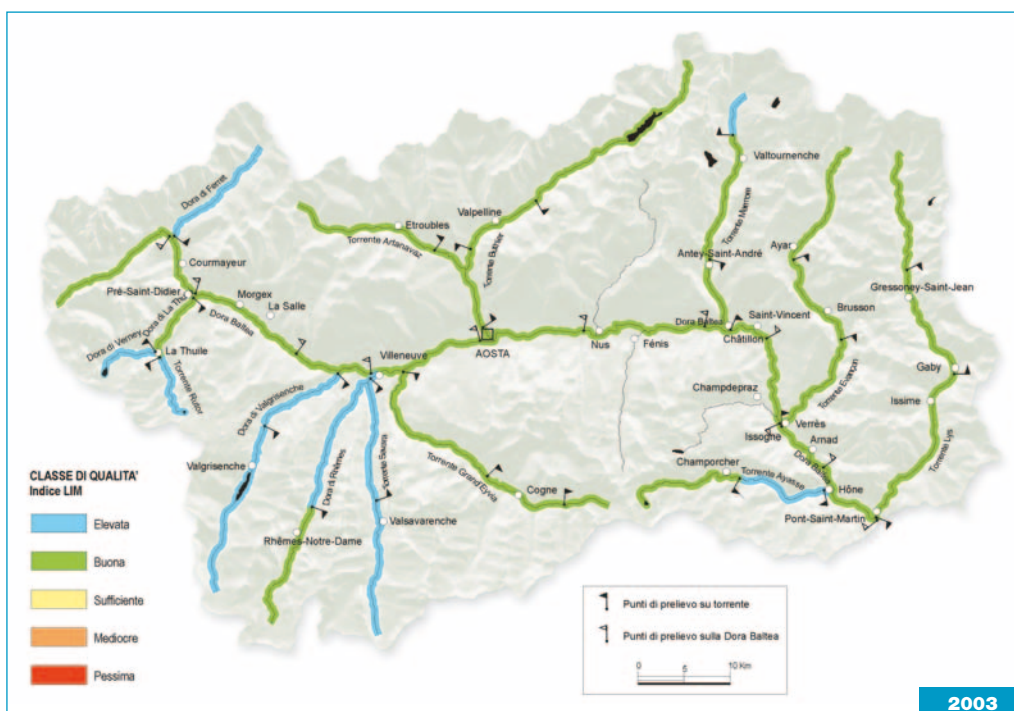 Dora di Ferret
Courmayeur
Pré-Saint-Didier
Morgex
La Salle
Dora di La Thuile
Dora Baltea
Dora di Verney
La Thuile
Torrente Rutor
Etroubles
Torrente Artanavaz
Valpelline
Torrente Buthier
Valtournenche
Torrente Marmore
Antey-Saint-André
Ayas
Gressoney-Saint-Jean
Brusson
Dora Baltea
Saint-Vincent
Châtillon
Villeneuve
AOSTA
Nus
Fénis
Gaby
Issime
Champdepraz
Torrente Evançon
Verrès
Issogne
Arnad
Dora Baltea
Torrente Lys
Dora di Valgrisenche
Valgrisenche
Dora di Rhêmes
Torrente Savara
Torrente Grand'Eyvia
Cogne
Valsavarenche
Rhêmes-Notre-Dame
Champorcher
Torrente Ayasse
Hône
Pont-Saint-Martin
CLASSE DI QUALITA'
Indice LIM
Elevata
Buona
Sufficiente
Mediocre
Pessima
Punti di prelievo su torrente
Punti di prelievo sulla Dora Baltea
0 5 10 Km
2003